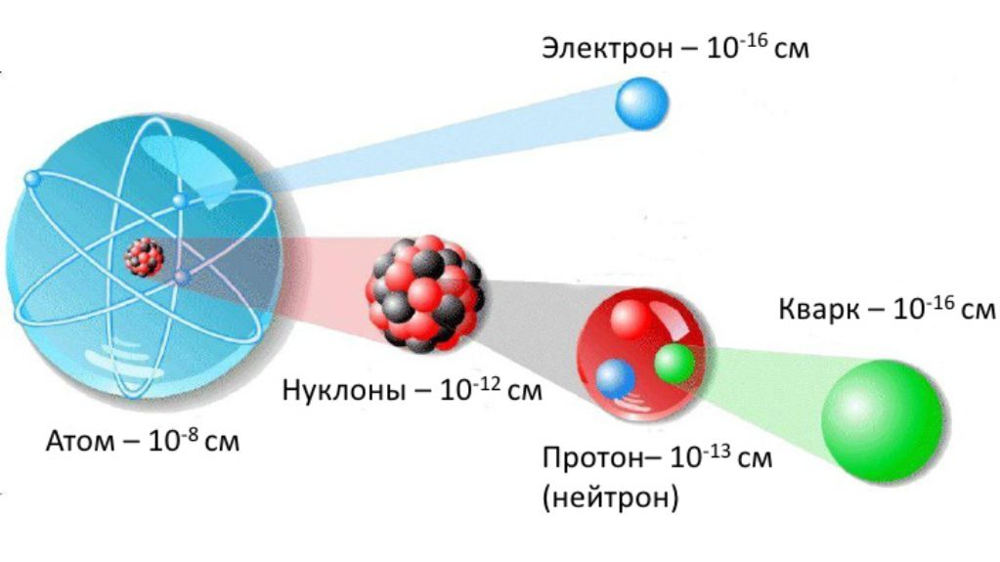 Электрон – 10⁻¹⁶ см
Кварк – 10⁻¹⁶ см
Нуклоны – 10⁻¹² см
Атом – 10⁻⁸ см
Протон– 10⁻¹³ см
(нейтрон)